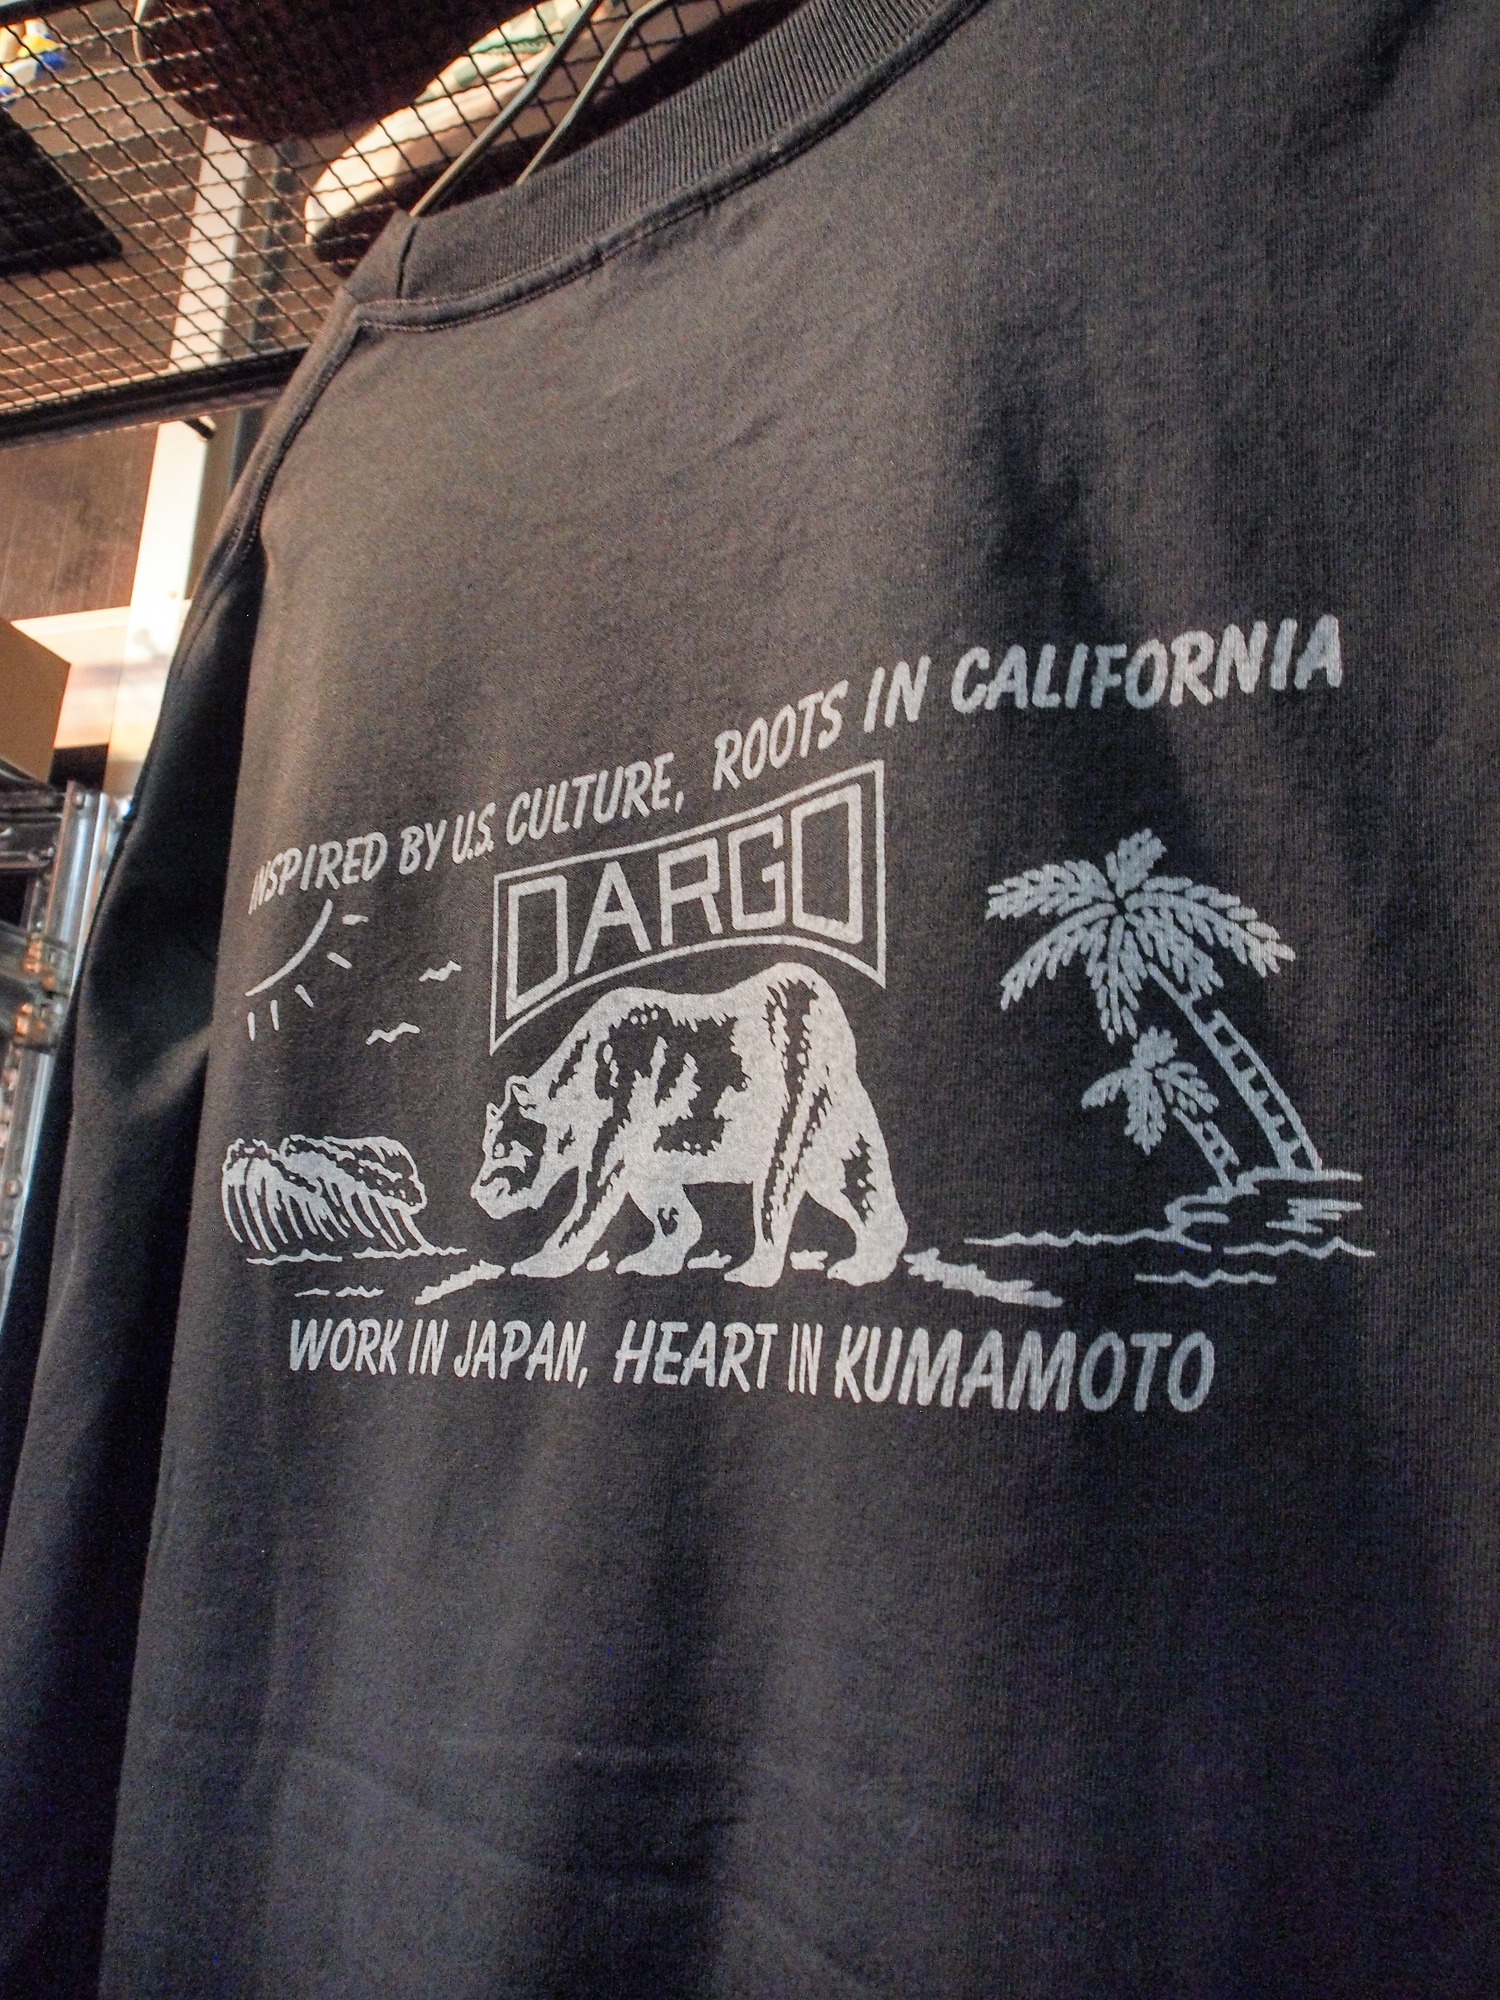 INSPIRED BY U.S. CULTURE, ROOTS IN CALIFORNIA
DARGO
WORK IN JAPAN, HEART IN KUMAMOTO